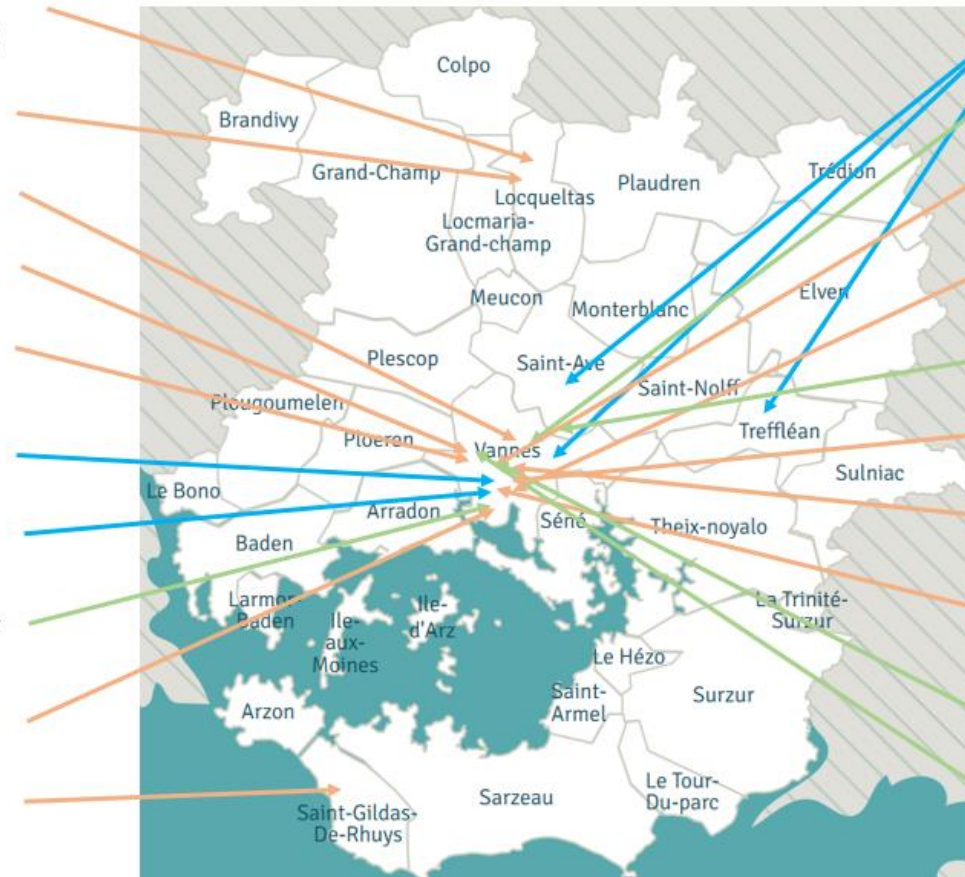 Colpo
Brandivy
Grand-Champ
Trédion
Plaudren
Locqueltas
Locmaria-
Grand-champ
Meucon
Elven
Monterblanc
Plescop
Saint-Avé
Saint-Nolff
Plougoumelen
Treffléan
Ploeren
Vannes
Sulniac
Le Bono
Arradon
Séné
Theix-noyalo
Baden
Larmor-
Baden
Ile-
aux-
Moines
Ile-
d'Arz
La Trinité-
Surzur
Le Hézo
Saint-
Armel
Surzur
Arzon
Le Tour-
Du-parc
Sarzeau
Saint-Gildas-
De-Rhuys